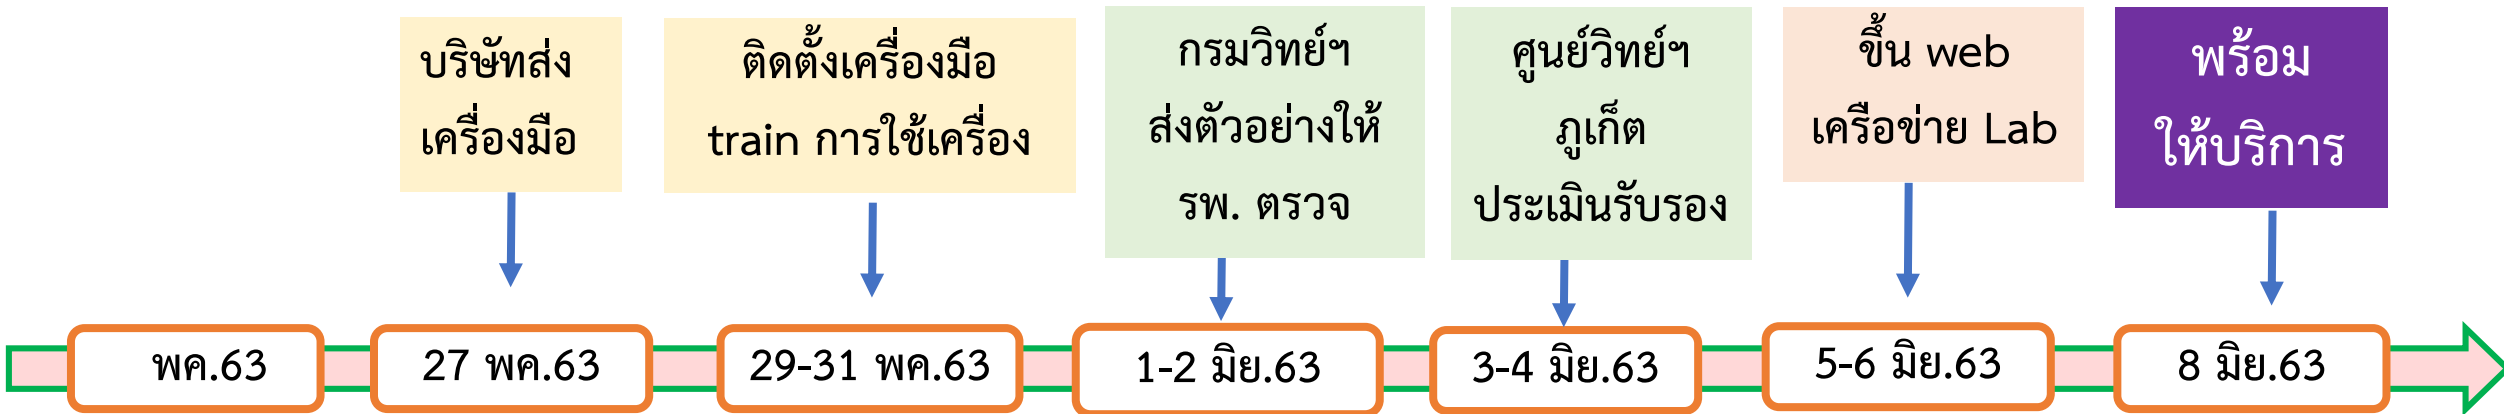 บริษัทส่ง
เครื่องมือ
ติดตั้งเครื่องมือ
train การใช้เครื่อง
กรมวิทย์ฯ
ส่งตัวอย่างให้
รพ. ตรวจ
ศูนย์วิทย์ฯ
ภูเก็ต
ประเมินรับรอง
ขึ้น web
เครือข่าย Lab
พร้อม
ให้บริการ
พค.63
27 พค.63
29-31 พค.63
1-2 มิย.63
3-4 มิย.63
5-6 มิย.63
8 มิย.63